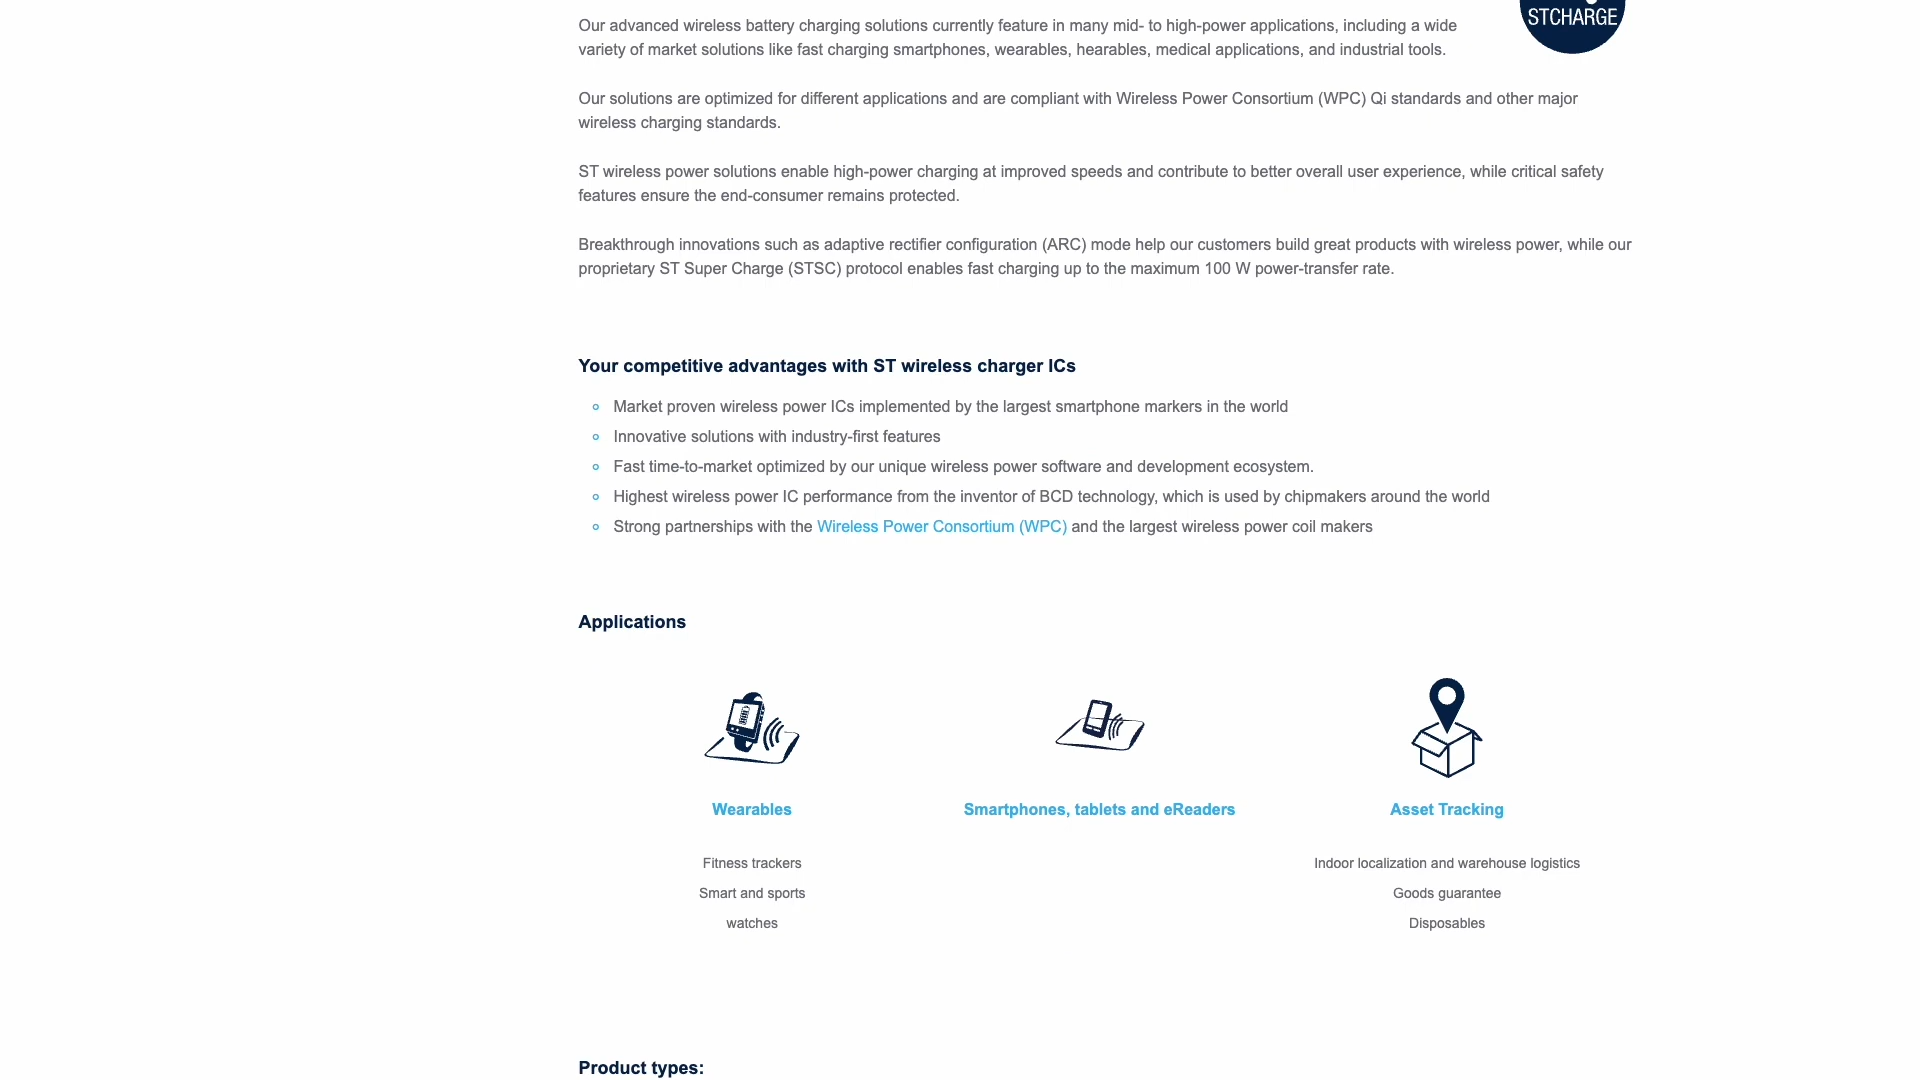 STCHARGE
Our advanced wireless battery charging solutions currently feature in many mid- to high-power applications, including a wide
variety of market solutions like fast charging smartphones, wearables, hearables, medical applications, and industrial tools.
Our solutions are optimized for different applications and are compliant with Wireless Power Consortium (WPC) Qi standards and other major
wireless charging standards.
ST wireless power solutions enable high-power charging at improved speeds and contribute to better overall user experience, while critical safety
features ensure the end-consumer remains protected.
Breakthrough innovations such as adaptive rectifier configuration (ARC) mode help our customers build great products with wireless power, while our
proprietary ST Super Charge (STSC) protocol enables fast charging up to the maximum 100 W power-transfer rate.
Your competitive advantages with ST wireless charger ICs
Market proven wireless power ICs implemented by the largest smartphone markers in the world
Innovative solutions with industry-first features
Fast time-to-market optimized by our unique wireless power software and development ecosystem.
Highest wireless power IC performance from the inventor of BCD technology, which is used by chipmakers around the world
Strong partnerships with the Wireless Power Consortium (WPC) and the largest wireless power coil makers
Applications
Wearables
Fitness trackers
Smart and sports
watches
Smartphones, tablets and eReaders
Asset Tracking
Indoor localization and warehouse logistics
Goods guarantee
Disposables
Product types: